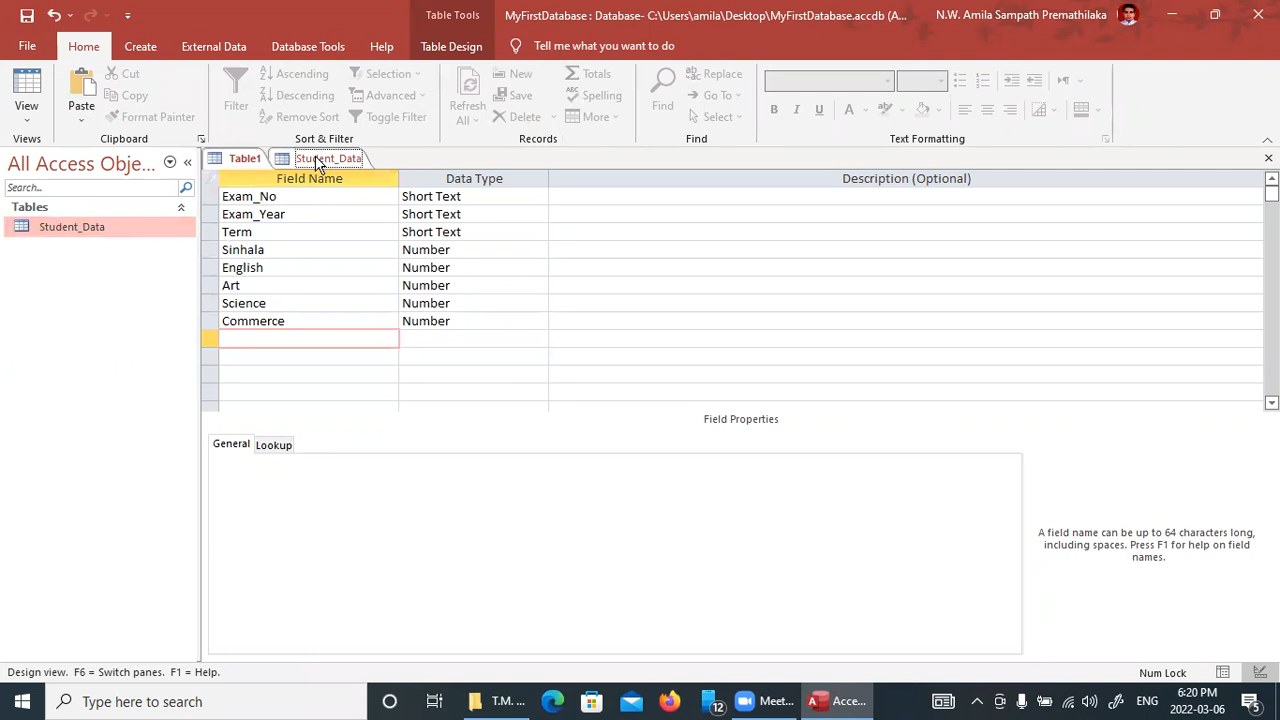 Table Tools
MyFirstDatabase : Database- C:\Users\amila\Desktop\MyFirstDatabase.accdb (A...
N.W. Amila Sampath Premathilaka
File
Home
Create
External Data
Database Tools
Help
Table Design
Tell me what you want to do
View
Views
Paste
Cut
Copy
Format Painter
Clipboard
Filter
Ascending
Descending
Remove Sort
Selection
Advanced
Toggle Filter
Sort & Filter
Refresh
All
New
Save
Delete
Totals
Spelling
More
Records
Find
Replace
Go To
Select
Find
B I U A
Text Formatting
All Access Obje...
Search...
Tables
Student_Data
Table1
Student_Data
Field Name Data Type Description (Optional)
Exam_No Short Text
Exam_Year Short Text
Term Short Text
Sinhala Number
English Number
Art Number
Science Number
Commerce Number
Field Properties
General Lookup
A field name can be up to 64 characters long,
including spaces. Press F1 for help on field
names.
Design view. F6 = Switch panes. F1 = Help.
Num Lock
Type here to search
T.M. ...
12
Meet...
Acce...
ENG
6:20 PM
2022-03-06
5